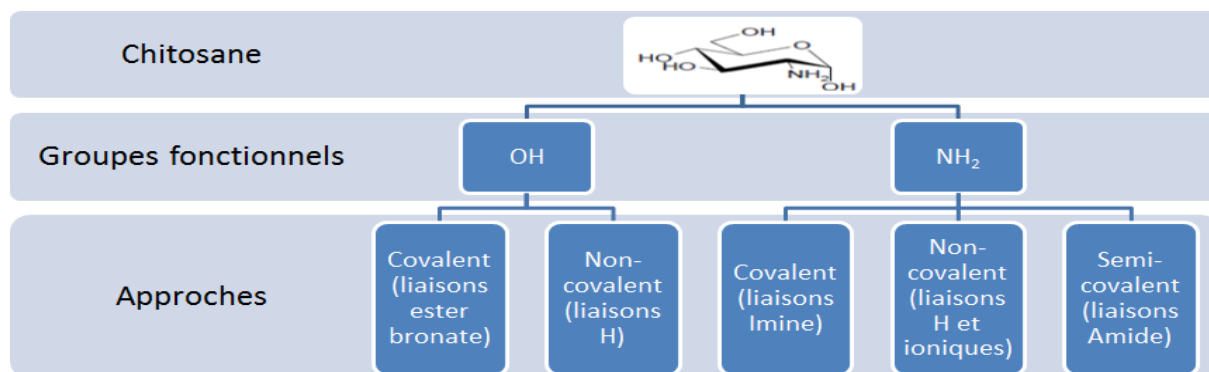 Chitosane
OH
O
HO
HO
NH₂
OH
Groupes fonctionnels
OH
NH₂
Approches
Covalent
(liaisons
ester
bronate)
Non-
covalent
(liaisons
H)
Covalent
(liaisons
Imine)
Non-
covalent
(liaisons
H et
ioniques)
Semi-
covalent
(liaisons
Amide)